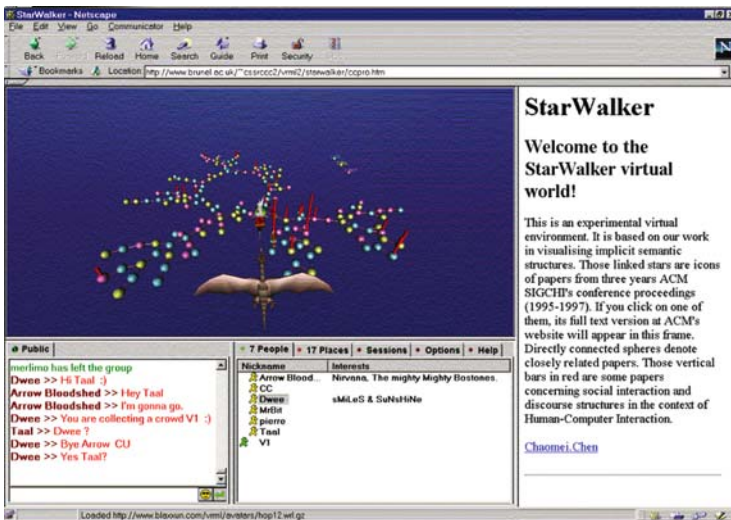 StarWalker - Netscape
File Edit View Go Communicator Help
Back Reload Home Search Guide Print Security
Bookmarks Location: http://www.brunel.ac.uk/~cssrccc2/vrml2/starwalker/ccpro.htm
StarWalker
Welcome to the
StarWalker virtual
world!
This is an experimental virtual
environment. It is based on our work
in visualising implicit semantic
structures. Those linked stars are icons
of papers from three years ACM
SIGCHI's conference proceedings
(1995-1997). If you click on one of
them, its full text version at ACM's
website will appear in this frame.
Directly connected spheres denote
closely related papers. Those vertical
bars in red are some papers
concerning social interaction and
discourse structures in the context of
Human-Computer Interaction.
Chaomei.Chen
Public
merlimo has left the group
Dwee >> Hi Taal :)
Arrow Bloodshed >> Hey Taal
Arrow Bloodshed >> I'm gonna go.
Dwee >> You are collecting a crowd V1 :)
Taal >> Dwee ?
Dwee >> Bye Arrow CU
Dwee >> Yes Taal?
7 People 17 Places Sessions Options Help
Nickname Interests
Arrow Blood... Nirvana, The mighty Mighty Bostones.
CC
Dwee sMiLeS & SuNsHiNe
MrBit
pierre
Taal
V1
Loaded http://www.blaxxun.com/vrml/avatars/hop12.wrl.gz